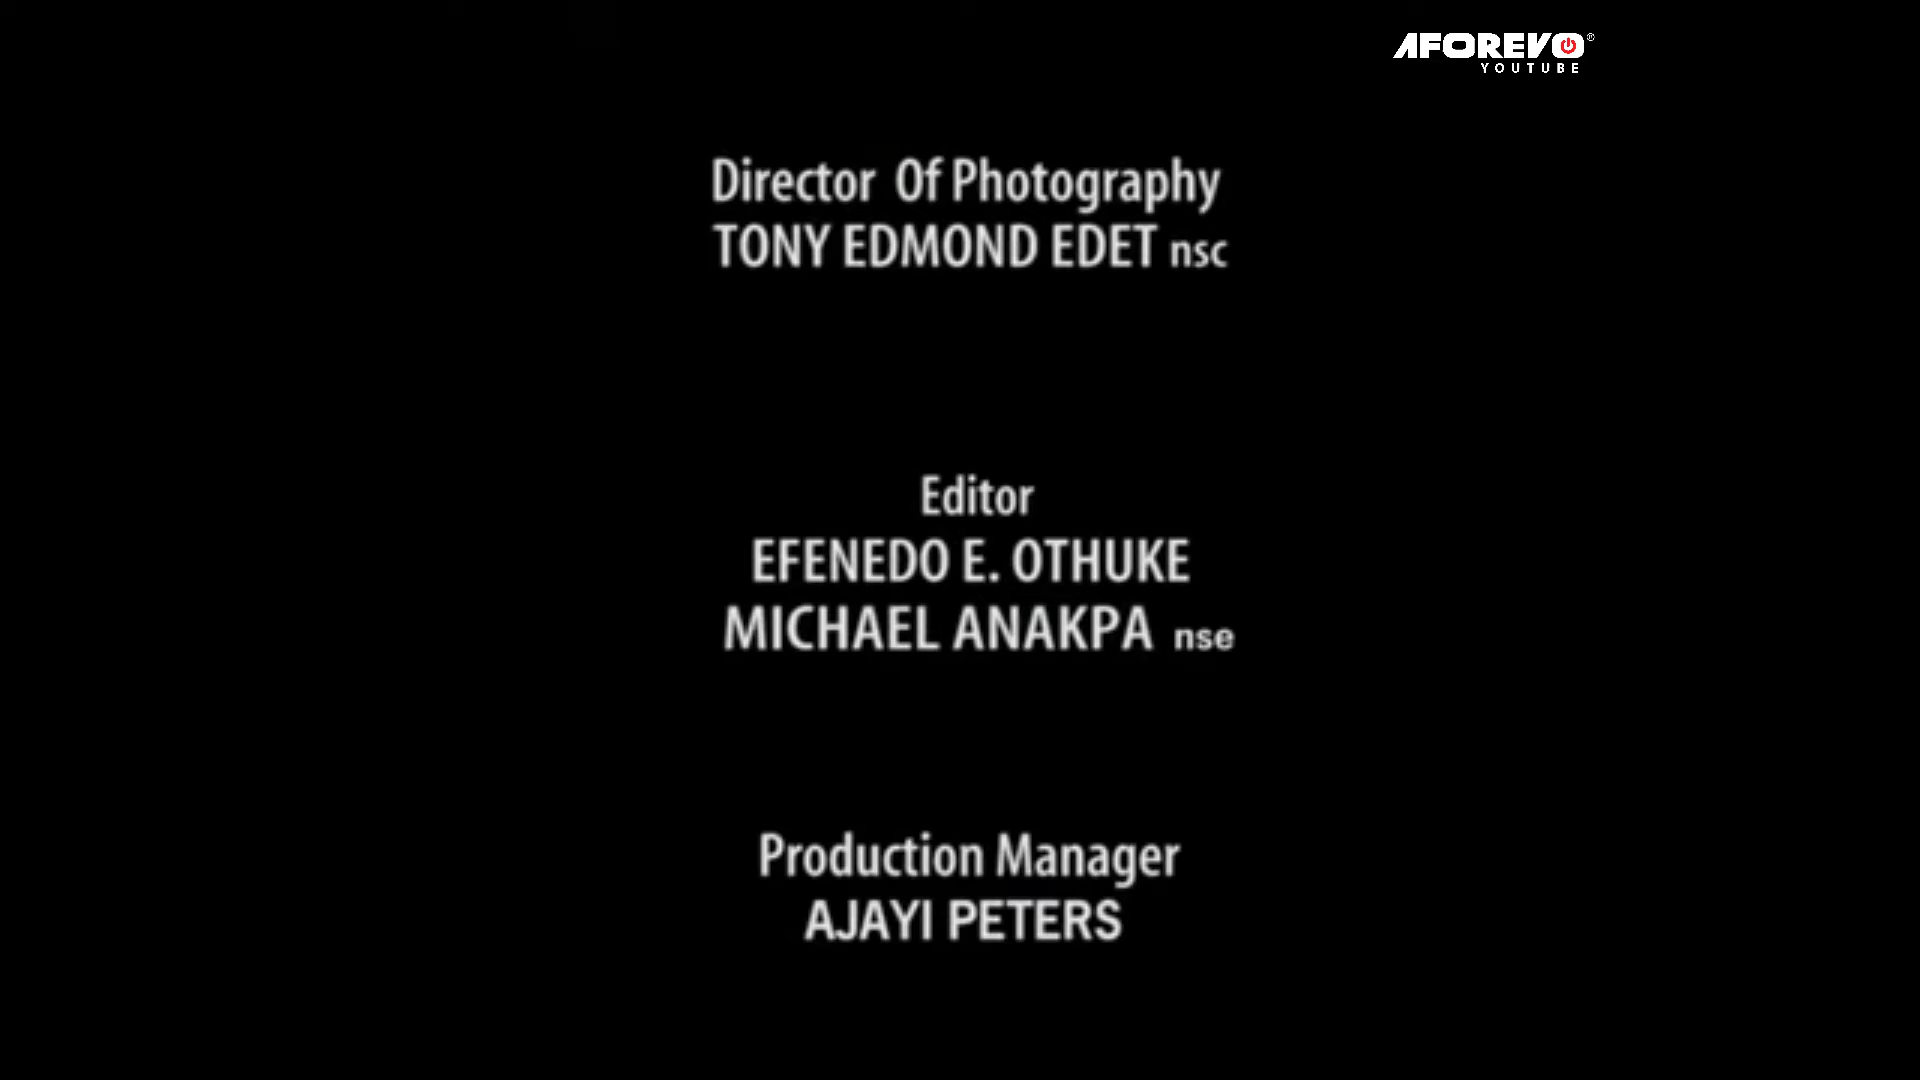 AFOREVO®
YOUTUBE
Director Of Photography
TONY EDMOND EDET nsc
Editor
EFENEDO E. OTHUKE
MICHAEL ANAKPA nse
Production Manager
AJAYI PETERS